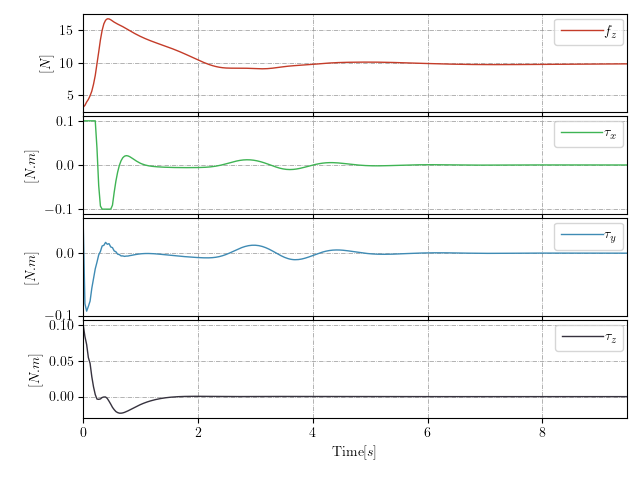 15
10
5
[N]
f_z
0.1
0.0
−0.1
[N.m]
τ_x
0.0
−0.1
[N.m]
τ_y
0.10
0.05
0.00
[N.m]
τ_z
0 2 4 6 8
Time[s]